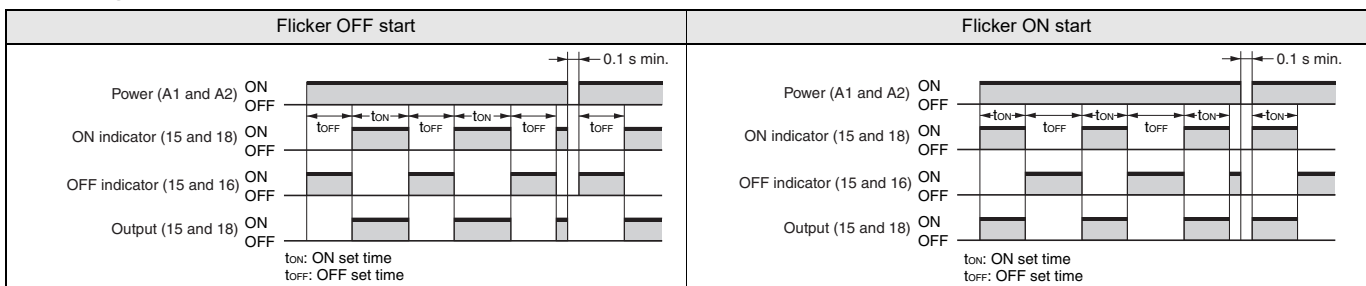 Flicker OFF start
0.1 s min.
Power (A1 and A2) ON
OFF
tOFF tON tOFF tON tOFF tOFF
ON indicator (15 and 18) ON
OFF
OFF indicator (15 and 16) ON
OFF
Output (15 and 18) ON
OFF
tON: ON set time
tOFF: OFF set time
Flicker ON start
0.1 s min.
Power (A1 and A2) ON
OFF
tON tOFF tON tOFF tON tON
ON indicator (15 and 18) ON
OFF
OFF indicator (15 and 16) ON
OFF
Output (15 and 18) ON
OFF
tON: ON set time
tOFF: OFF set time